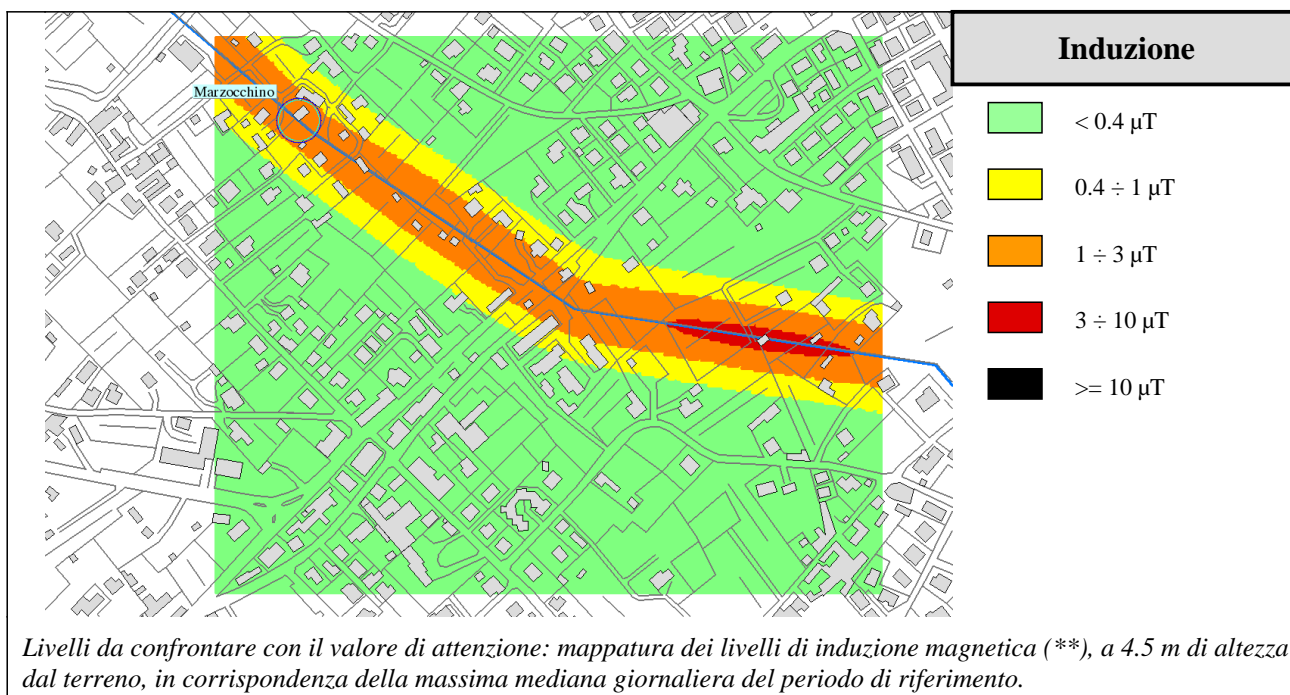 Marzocchino
Induzione
< 0.4 µT
0.4 ÷ 1 µT
1 ÷ 3 µT
3 ÷ 10 µT
>= 10 µT
Livelli da confrontare con il valore di attenzione: mappatura dei livelli di induzione magnetica (**), a 4.5 m di altezza
dal terreno, in corrispondenza della massima mediana giornaliera del periodo di riferimento.